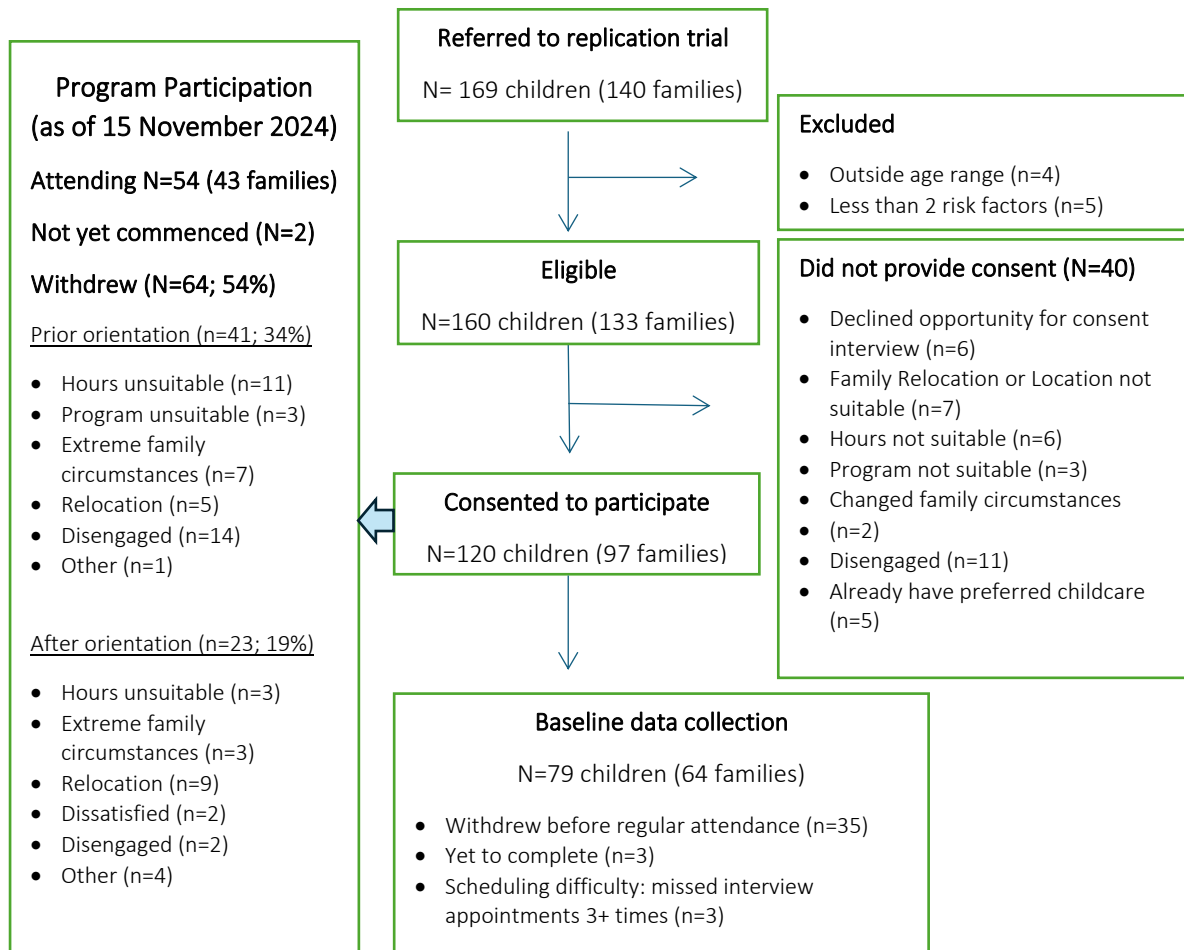 Program Participation
(as of 15 November 2024)
Attending N=54 (43 families)
Not yet commenced (N=2)
Withdrew (N=64; 54%)
Prior orientation (n=41; 34%)
• Hours unsuitable (n=11)
• Program unsuitable (n=3)
• Extreme family
circumstances (n=7)
• Relocation (n=5)
• Disengaged (n=14)
• Other (n=1)
After orientation (n=23; 19%)
• Hours unsuitable (n=3)
• Extreme family
circumstances (n=3)
• Relocation (n=9)
• Dissatisfied (n=2)
• Disengaged (n=2)
• Other (n=4)
Referred to replication trial
N= 169 children (140 families)
Excluded
• Outside age range (n=4)
• Less than 2 risk factors (n=5)
Eligible
N=160 children (133 families)
Did not provide consent (N=40)
• Declined opportunity for consent
interview (n=6)
• Family Relocation or Location not
suitable (n=7)
• Hours not suitable (n=6)
• Program not suitable (n=3)
• Changed family circumstances
• (n=2)
• Disengaged (n=11)
• Already have preferred childcare
(n=5)
Consented to participate
N=120 children (97 families)
Baseline data collection
N=79 children (64 families)
• Withdrew before regular attendance (n=35)
• Yet to complete (n=3)
• Scheduling difficulty: missed interview
appointments 3+ times (n=3)